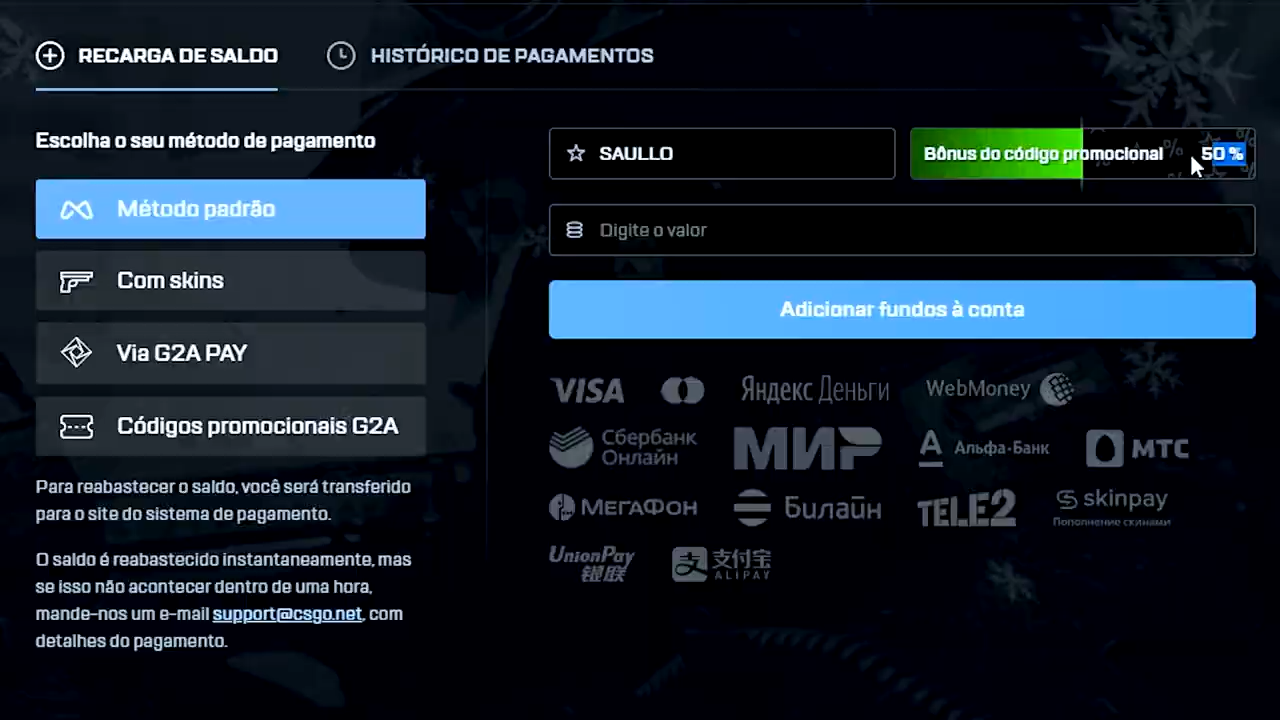 RECARGA DE SALDO
HISTÓRICO DE PAGAMENTOS
Escolha o seu método de pagamento
Método padrão
Com skins
Via G2A PAY
Códigos promocionais G2A
Para reabastecer o saldo, você será transferido
para o site do sistema de pagamento.
O saldo é reabastecido instantaneamente, mas
se isso não acontecer dentro de uma hora,
mande-nos um e-mail support@csgo.net, com
detalhes do pagamento.
SAULLO
Bônus do código promocional 50 %
Digite o valor
Adicionar fundos à conta
VISA Яндекс Деньги WebMoney
Сбербанк
Онлайн
МИР А Альфа-Банк МТС
МЕГАФОН Билайн TELE2 skinpay
Пополнение скинами
UnionPay
银联
支 支付宝
ALIPAY